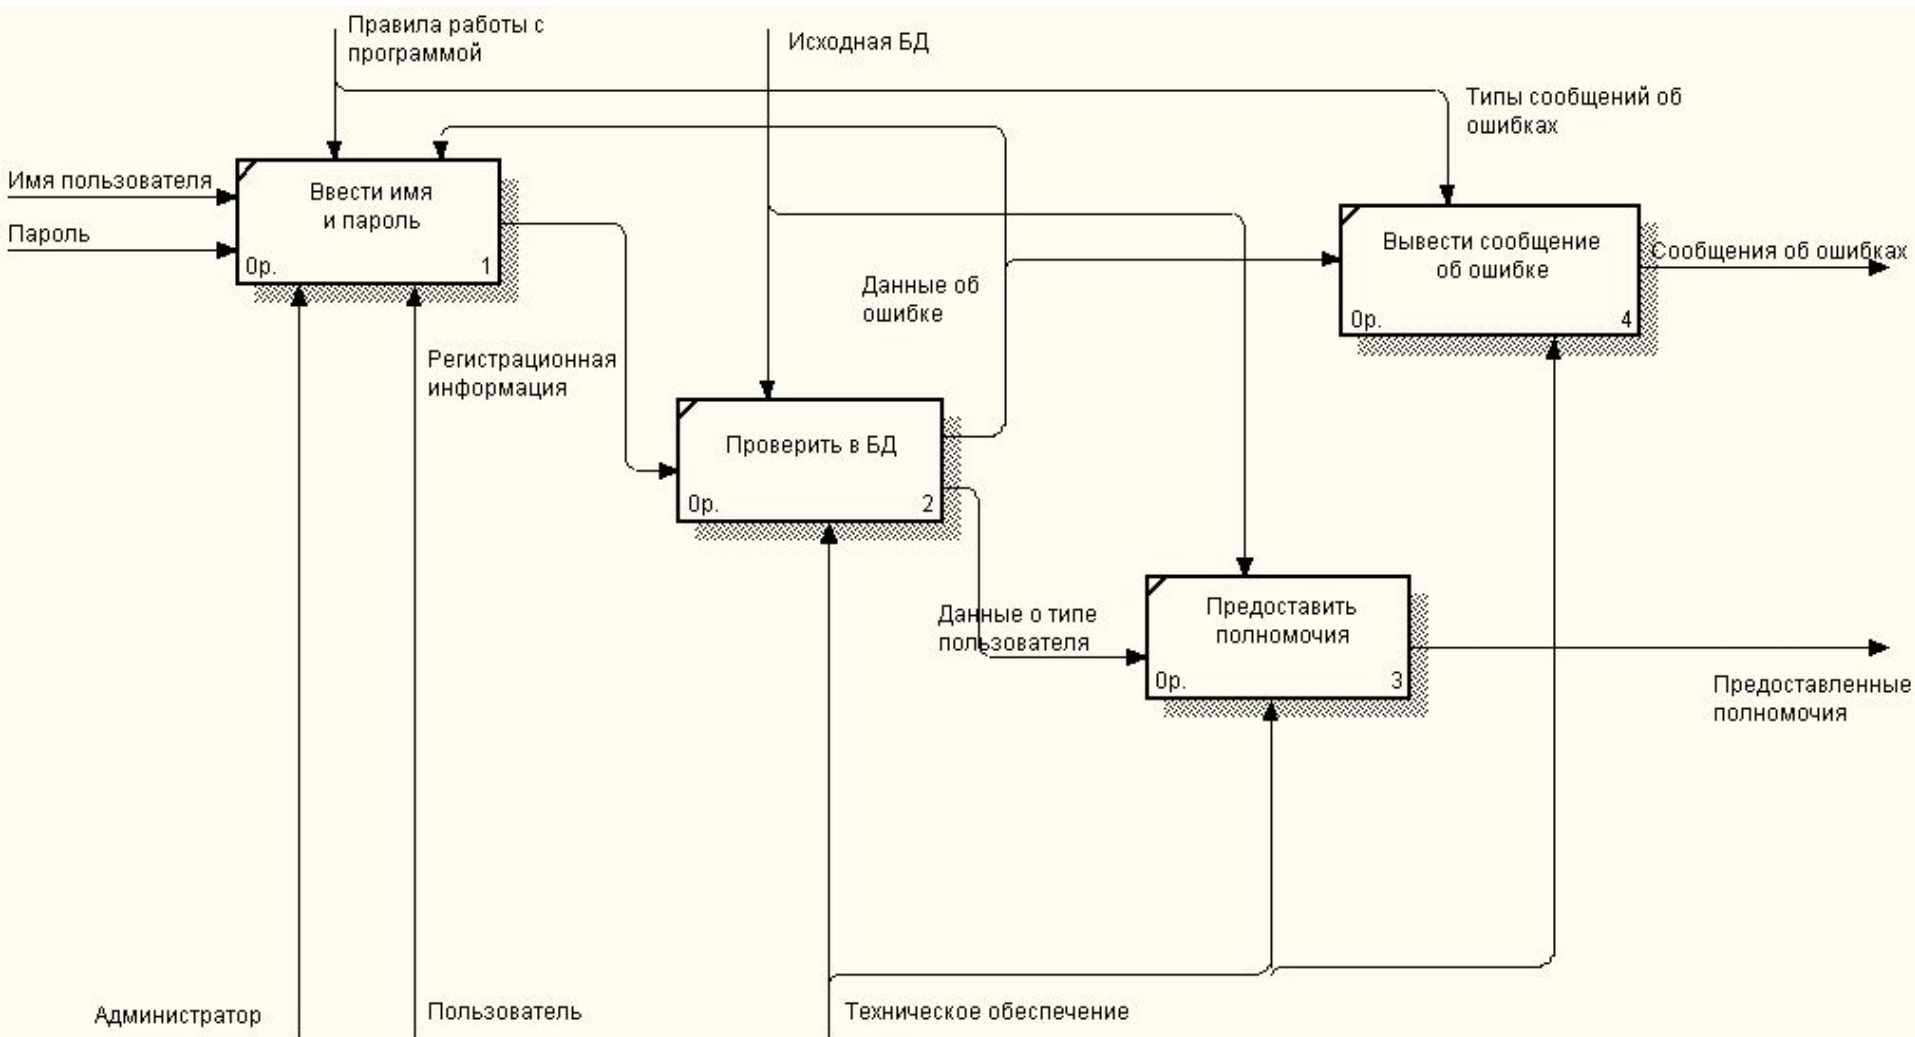 Правила работы с
программой
Исходная БД
Типы сообщений об
ошибках
Имя пользователя
Пароль
Ввести имя
и пароль
0р.
1
Данные об
ошибке
Вывести сообщение
об ошибке
0р.
4
Сообщения об ошибках
Регистрационная
информация
Проверить в БД
0р.
2
Данные о типе
пользователя
Предоставить
полномочия
0р.
3
Предоставленные
полномочия
Администратор
Пользователь
Техническое обеспечение